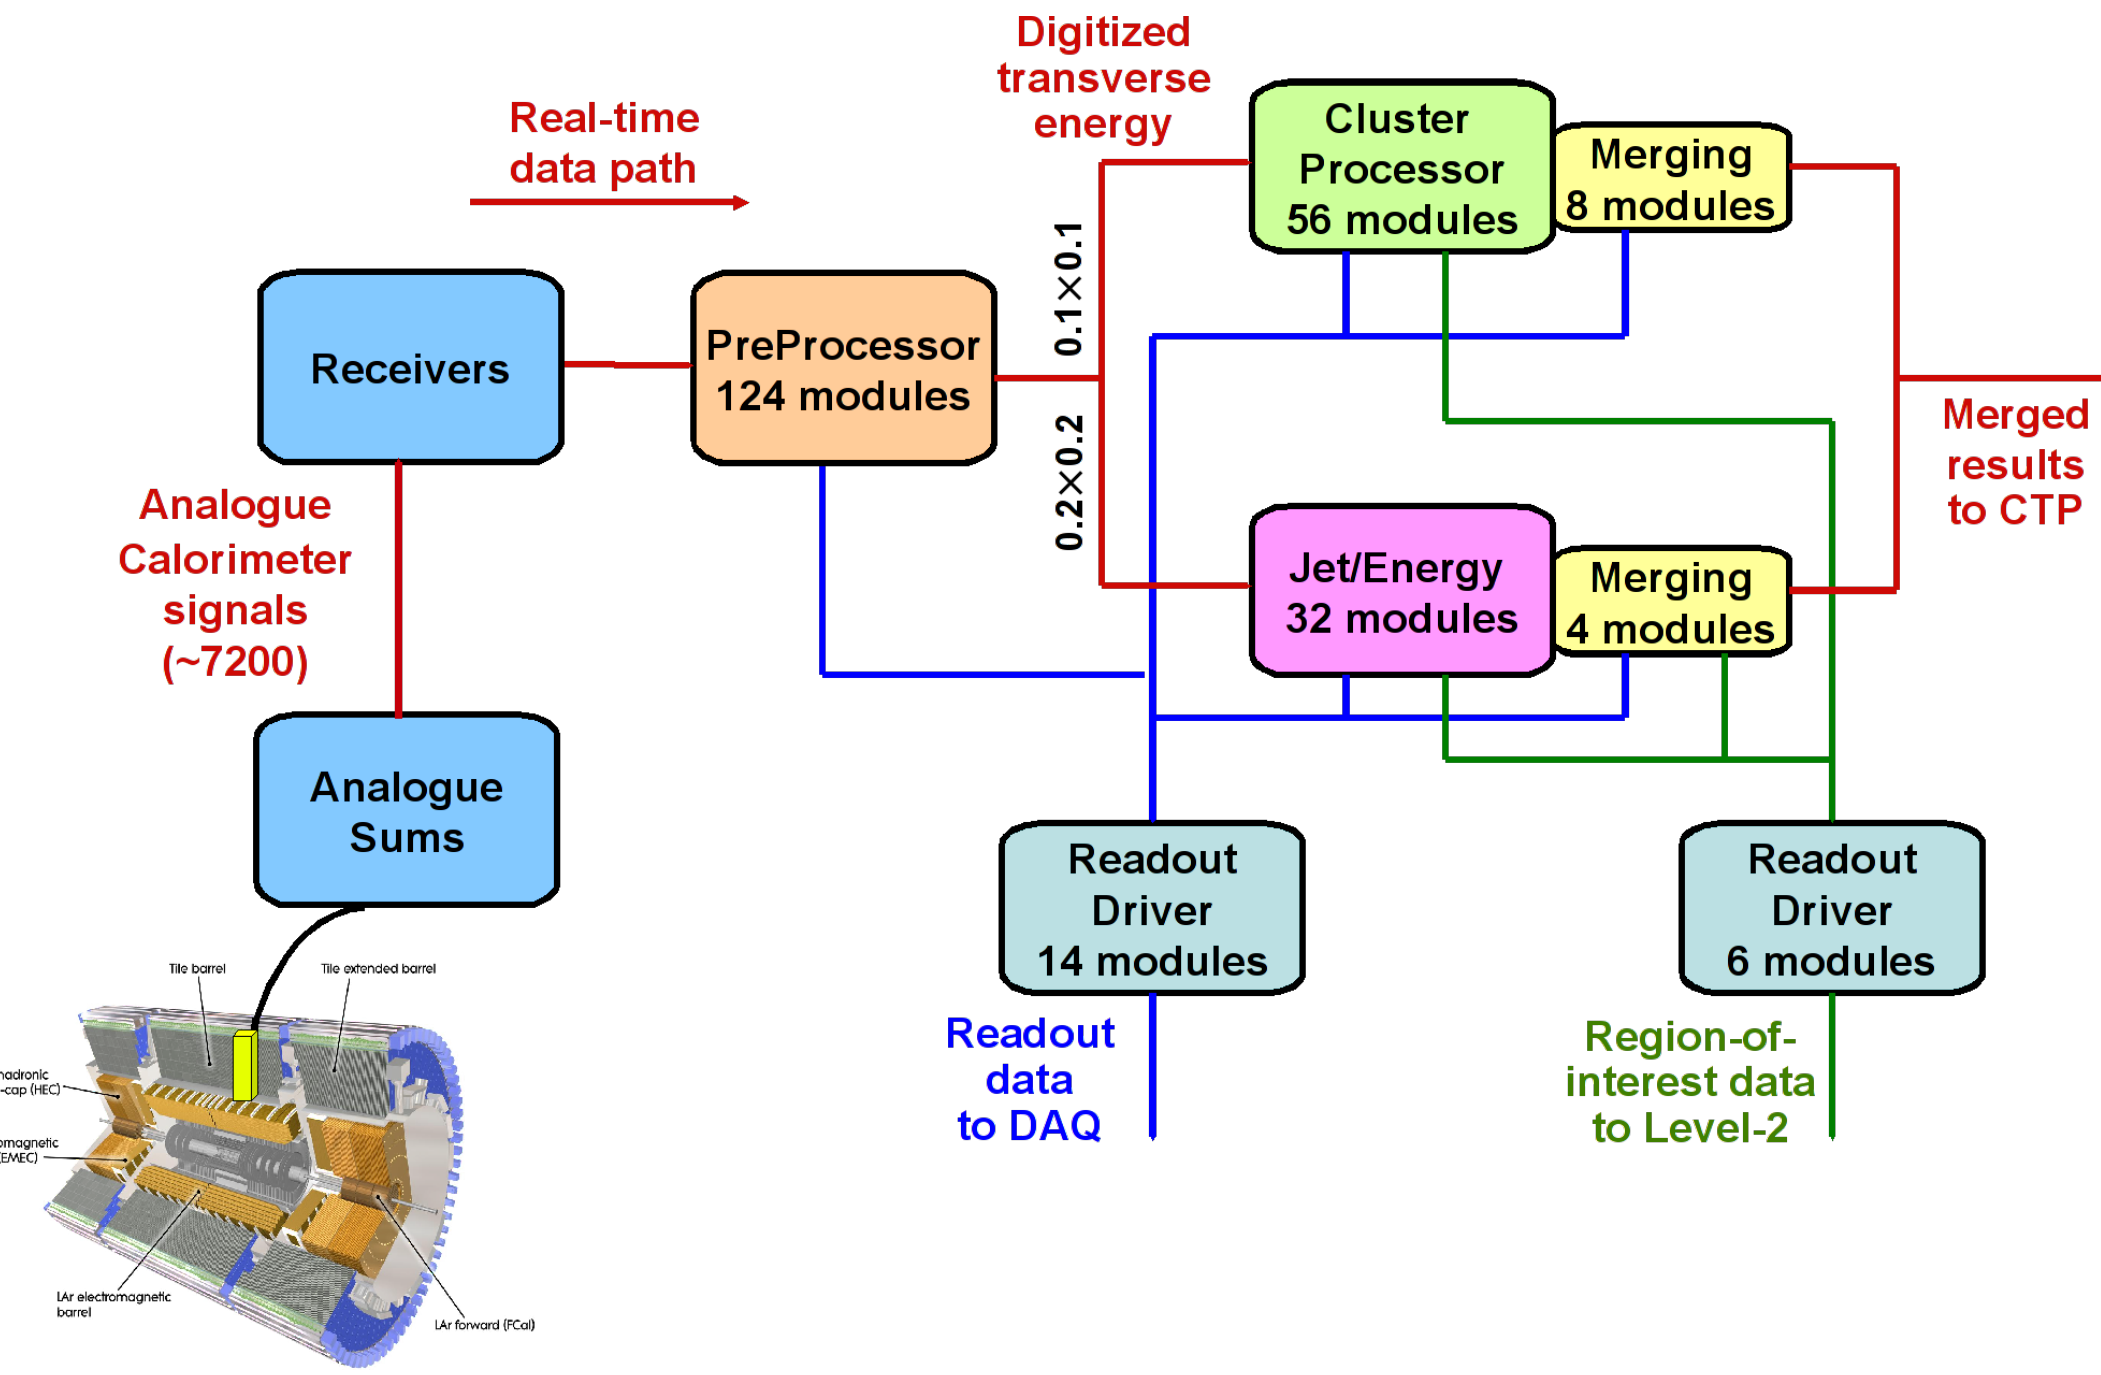 Digitized
transverse
energy
Real-time
data path
Cluster
Processor
56 modules
Merging
8 modules
0.1×0.1
Receivers
PreProcessor
124 modules
0.2×0.2
Merged
results
to CTP
Analogue
Calorimeter
signals
(~7200)
Jet/Energy
32 modules
Merging
4 modules
Analogue
Sums
Readout
Driver
14 modules
Readout
Driver
6 modules
Tile barrel
Tile extended barrel
Readout
data
to DAQ
Region-of-
interest data
to Level-2
-cap (HEC)
(EMEC)
LAr electromagnetic
barrel
LAr forward (FCal)